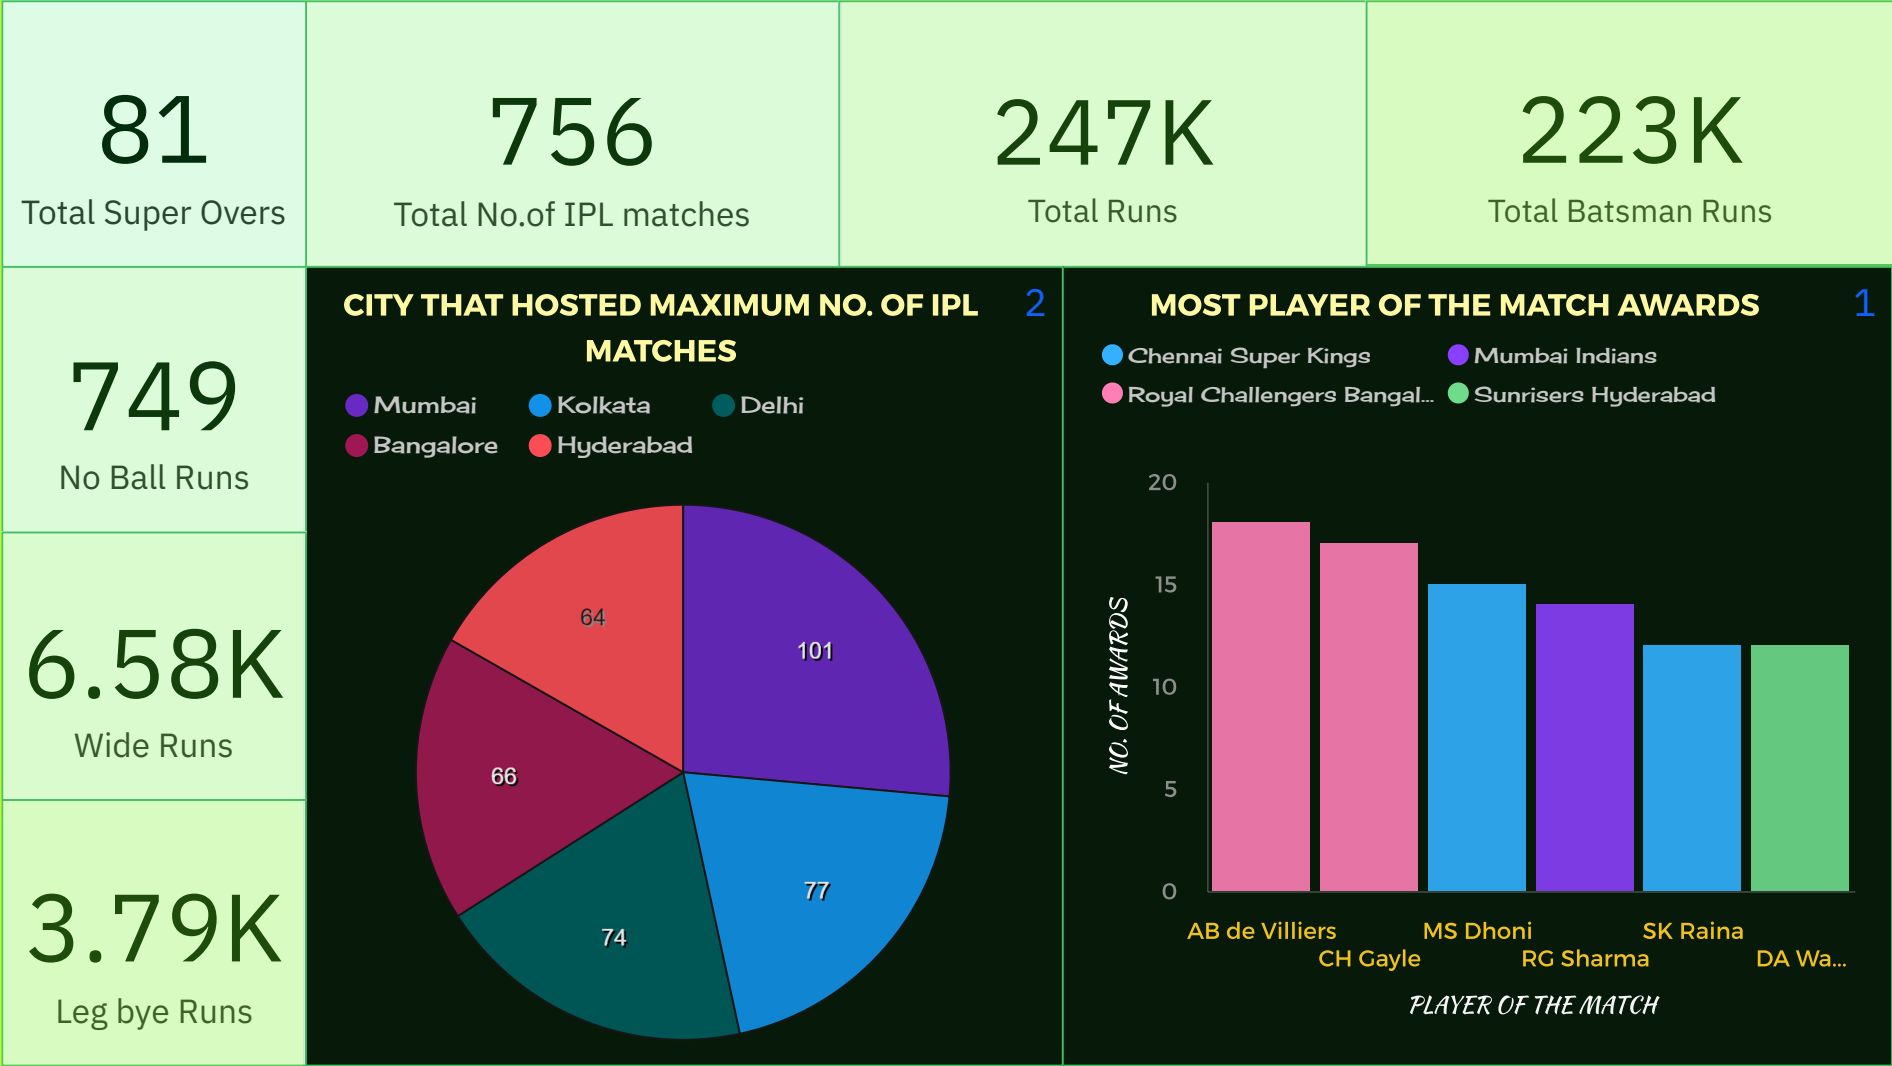 81
Total Super Overs
756
Total No.of IPL matches
247K
Total Runs
223K
Total Batsman Runs
749
No Ball Runs
6.58K
Wide Runs
3.79K
Leg bye Runs
CITY THAT HOSTED MAXIMUM NO. OF IPL
MATCHES
2
Mumbai Kolkata Delhi
Bangalore Hyderabad
64
101
66
77
74
MOST PLAYER OF THE MATCH AWARDS
1
Chennai Super Kings Mumbai Indians
Royal Challengers Bangal... Sunrisers Hyderabad
20
15
10
5
0
NO. OF AWARDS
AB de Villiers MS Dhoni SK Raina
CH Gayle RG Sharma DA Wa...
PLAYER OF THE MATCH